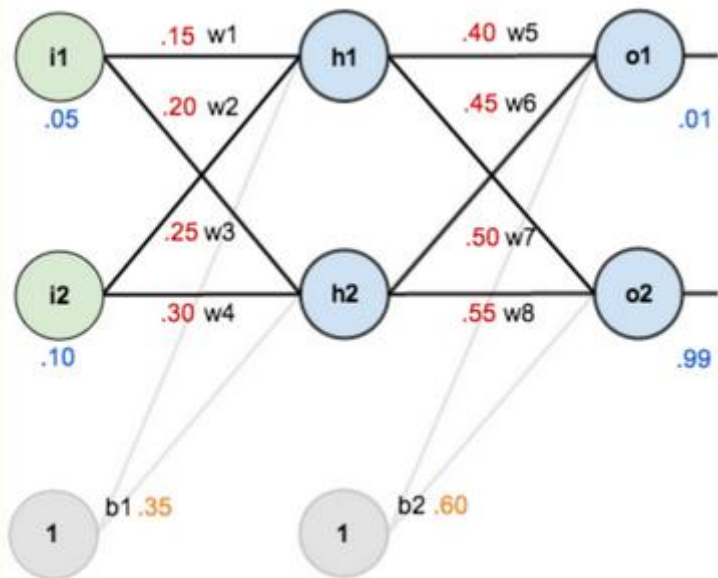 .15 w1
.40 w5
i1
h1
o1
.20 w2
.45 w6
.05
.01
.25 w3
.50 w7
i2
h2
o2
.30 w4
.55 w8
.10
.99
b1 .35
b2 .60
1
1